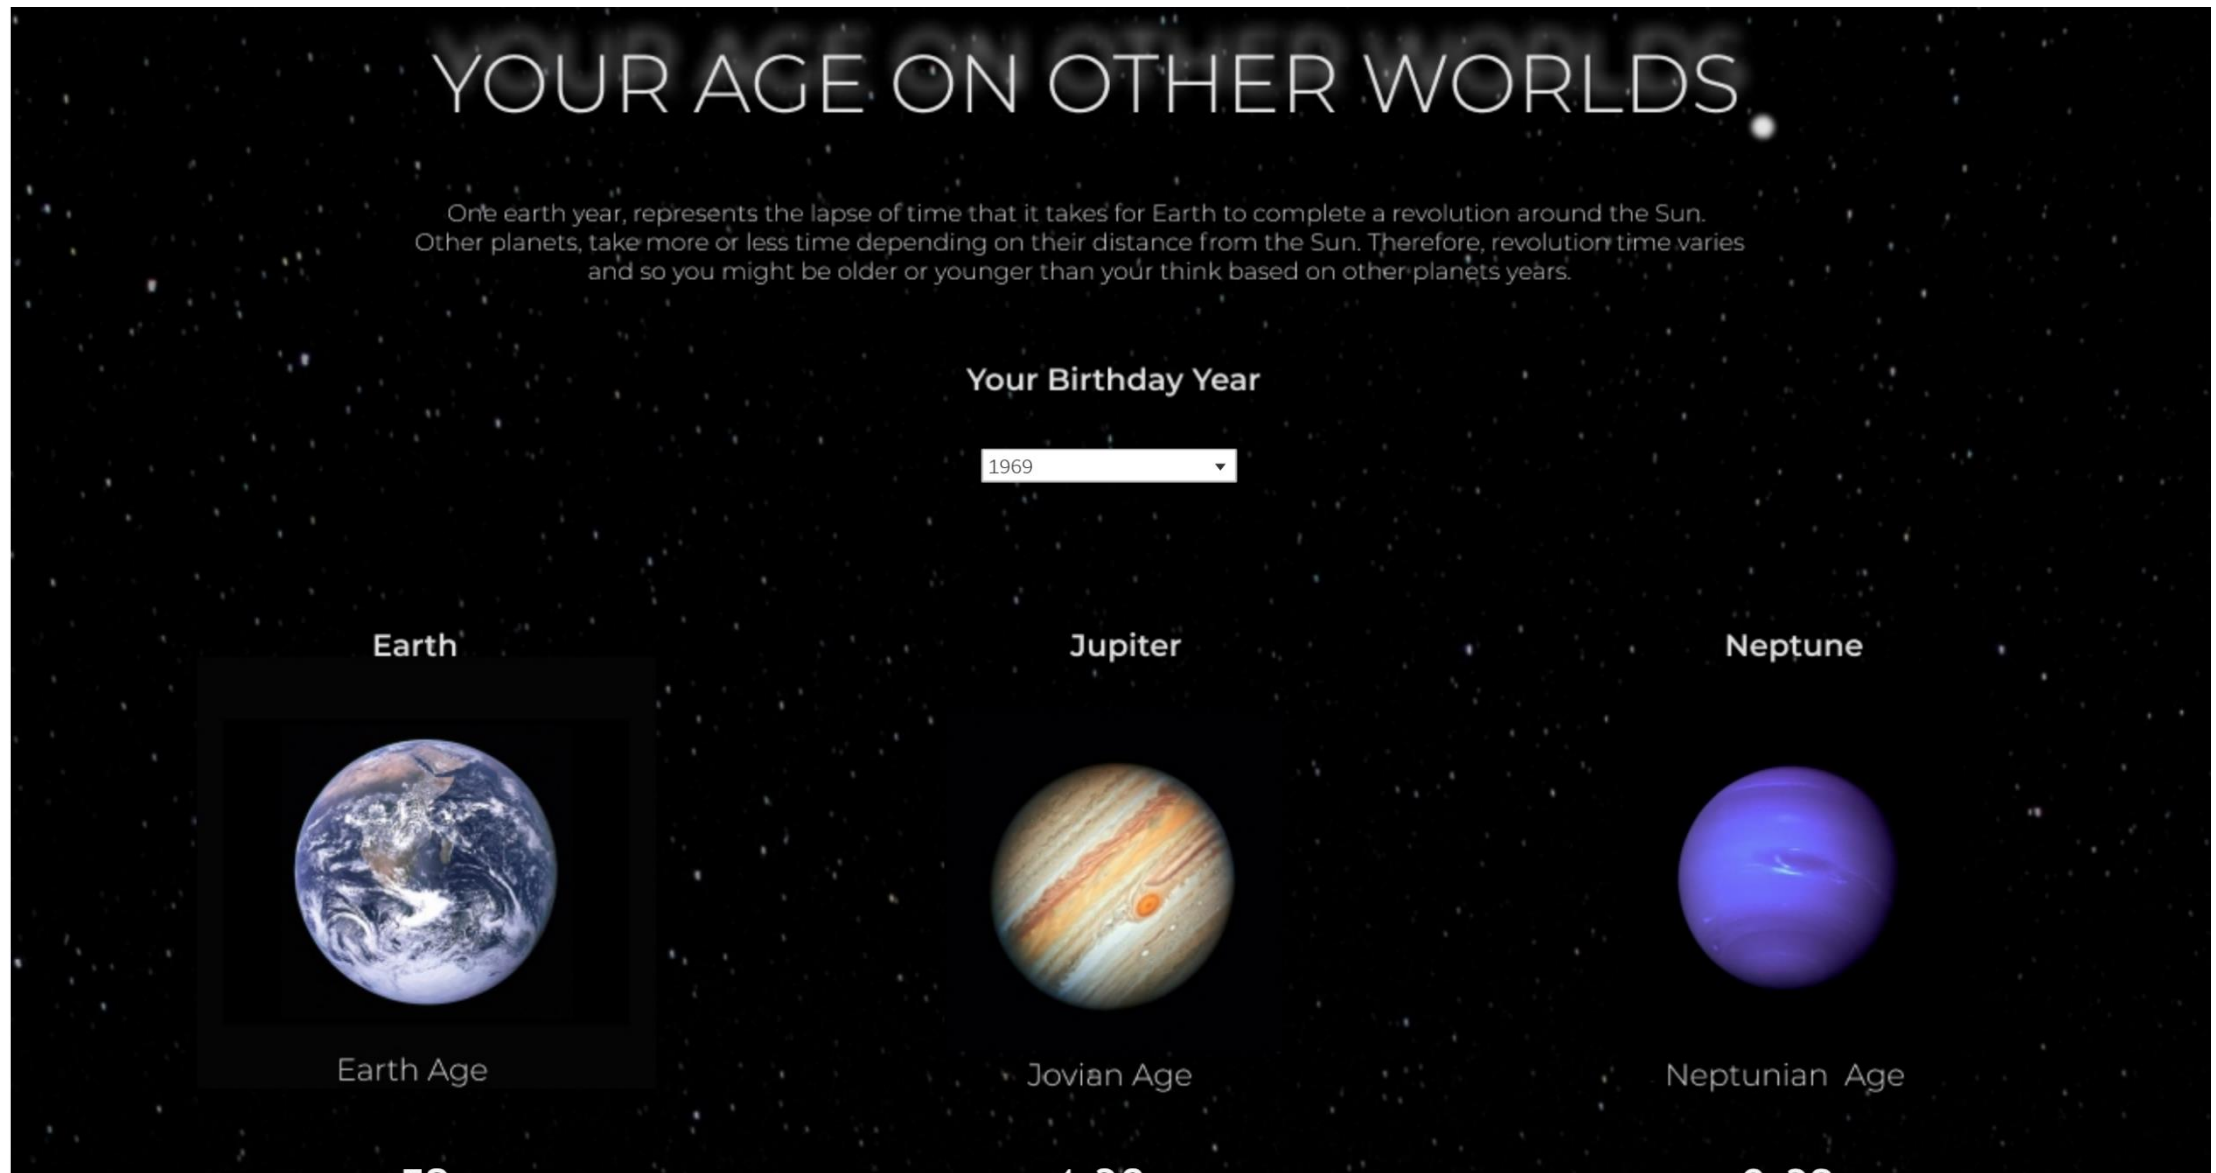 YOUR AGE ON OTHER WORLDS
One earth year, represents the lapse of time that it takes for Earth to complete a revolution around the Sun.
Other planets, take more or less time depending on their distance from the Sun. Therefore, revolution time varies
and so you might be older or younger than your think based on other planets years.
Your Birthday Year
1969
Earth
Jupiter
Neptune
Earth Age
Jovian Age
Neptunian Age